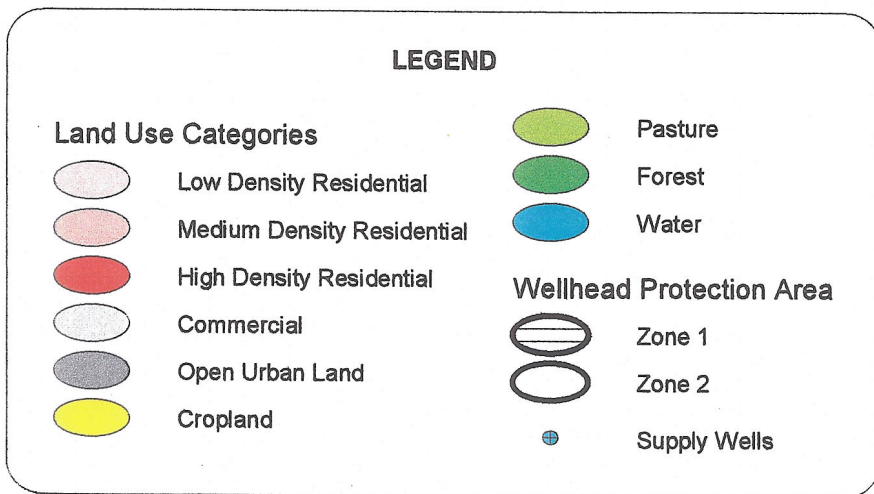 LEGEND
Land Use Categories
Low Density Residential
Medium Density Residential
High Density Residential
Commercial
Open Urban Land
Cropland
Pasture
Forest
Water
Wellhead Protection Area
Zone 1
Zone 2
Supply Wells